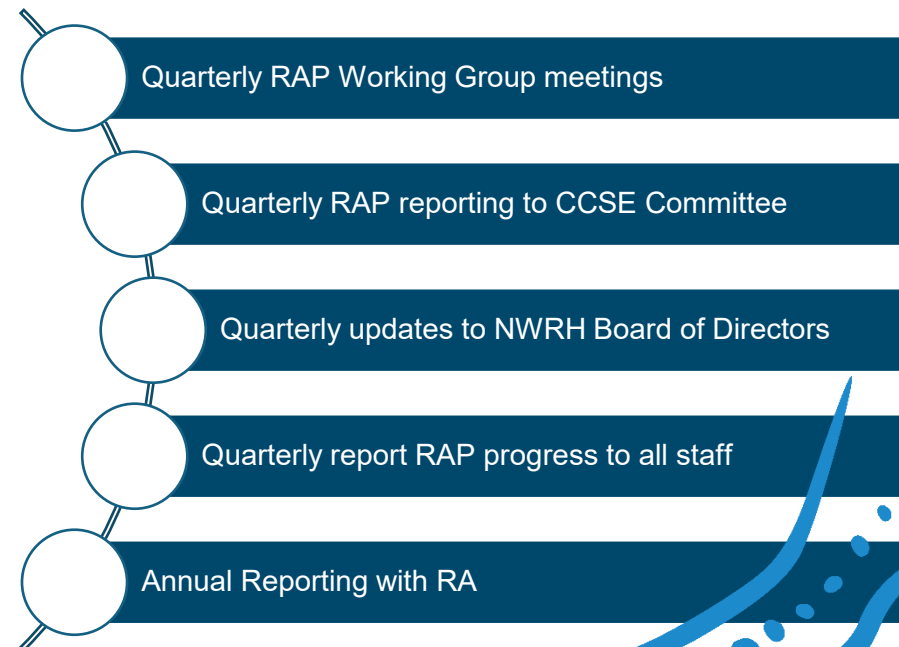 Quarterly RAP Working Group meetings
Quarterly RAP reporting to CCSE Committee
Quarterly updates to NWRH Board of Directors
Quarterly report RAP progress to all staff
Annual Reporting with RA